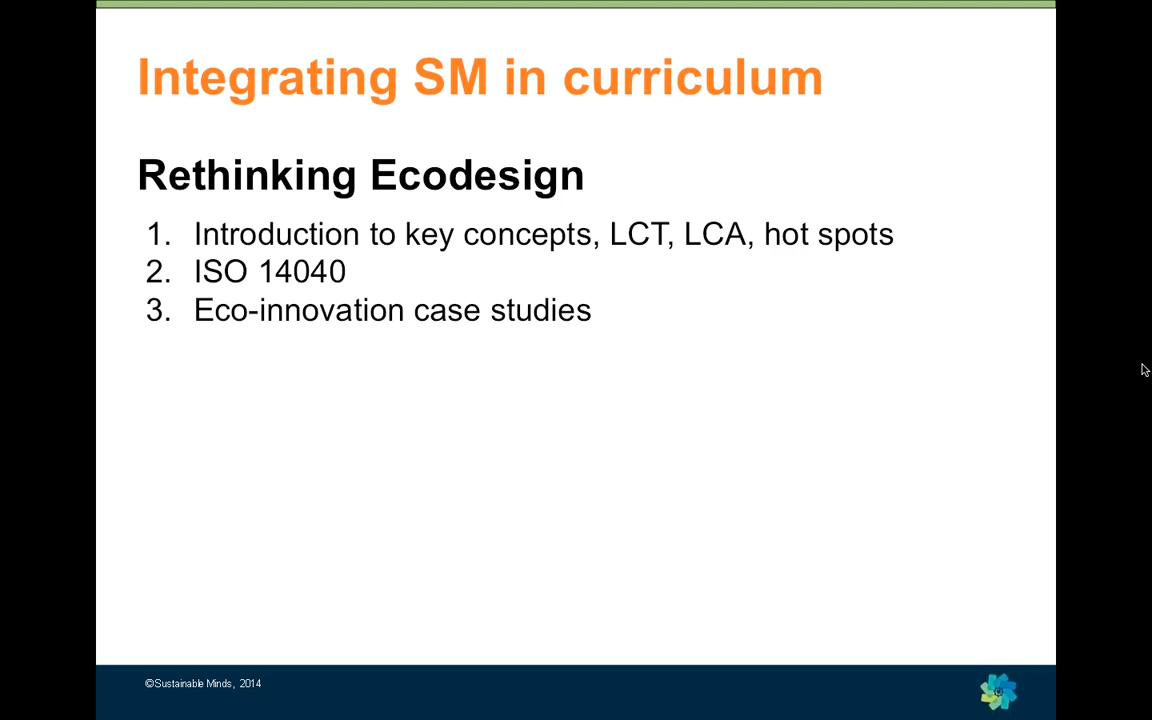 Integrating SM in curriculum
Rethinking Ecodesign
1. Introduction to key concepts, LCT, LCA, hot spots
2. ISO 14040
3. Eco-innovation case studies
©Sustainable Minds, 2014